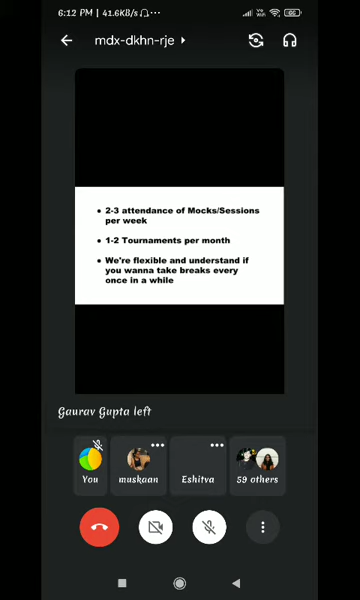 6:12 PM | 41.6KB/s
mdx-dkhn-rje
• 2-3 attendance of Mocks/Sessions
per week
• 1-2 Tournaments per month
• We're flexible and understand if
you wanna take breaks every
once in a while
Gaurav Gupta left
You muskaan Eshitva 59 others